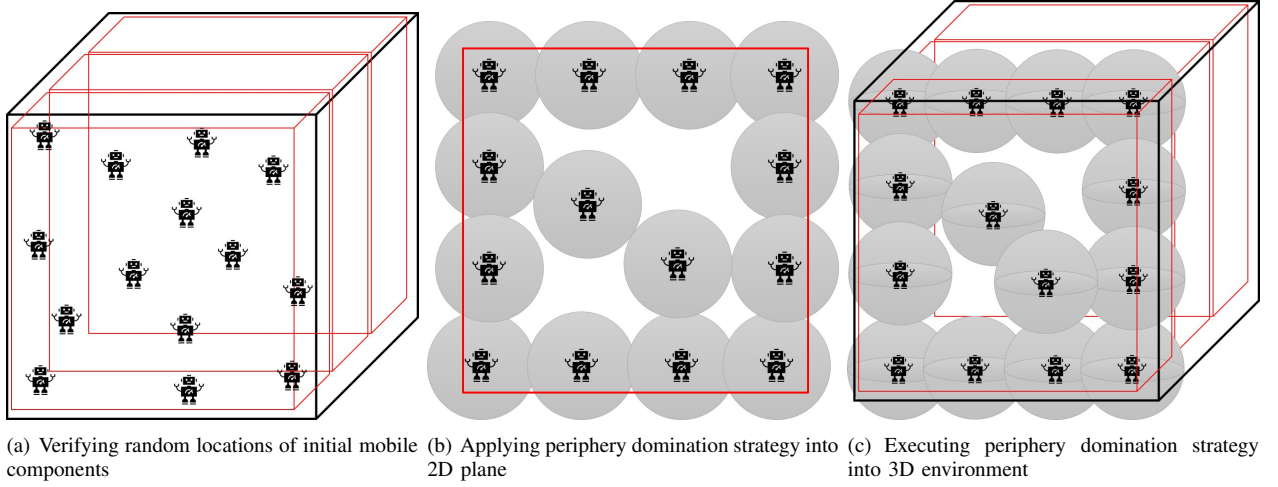 (a) Verifying random locations of initial mobile components
(b) Applying periphery domination strategy into 2D plane
(c) Executing periphery domination strategy into 3D environment